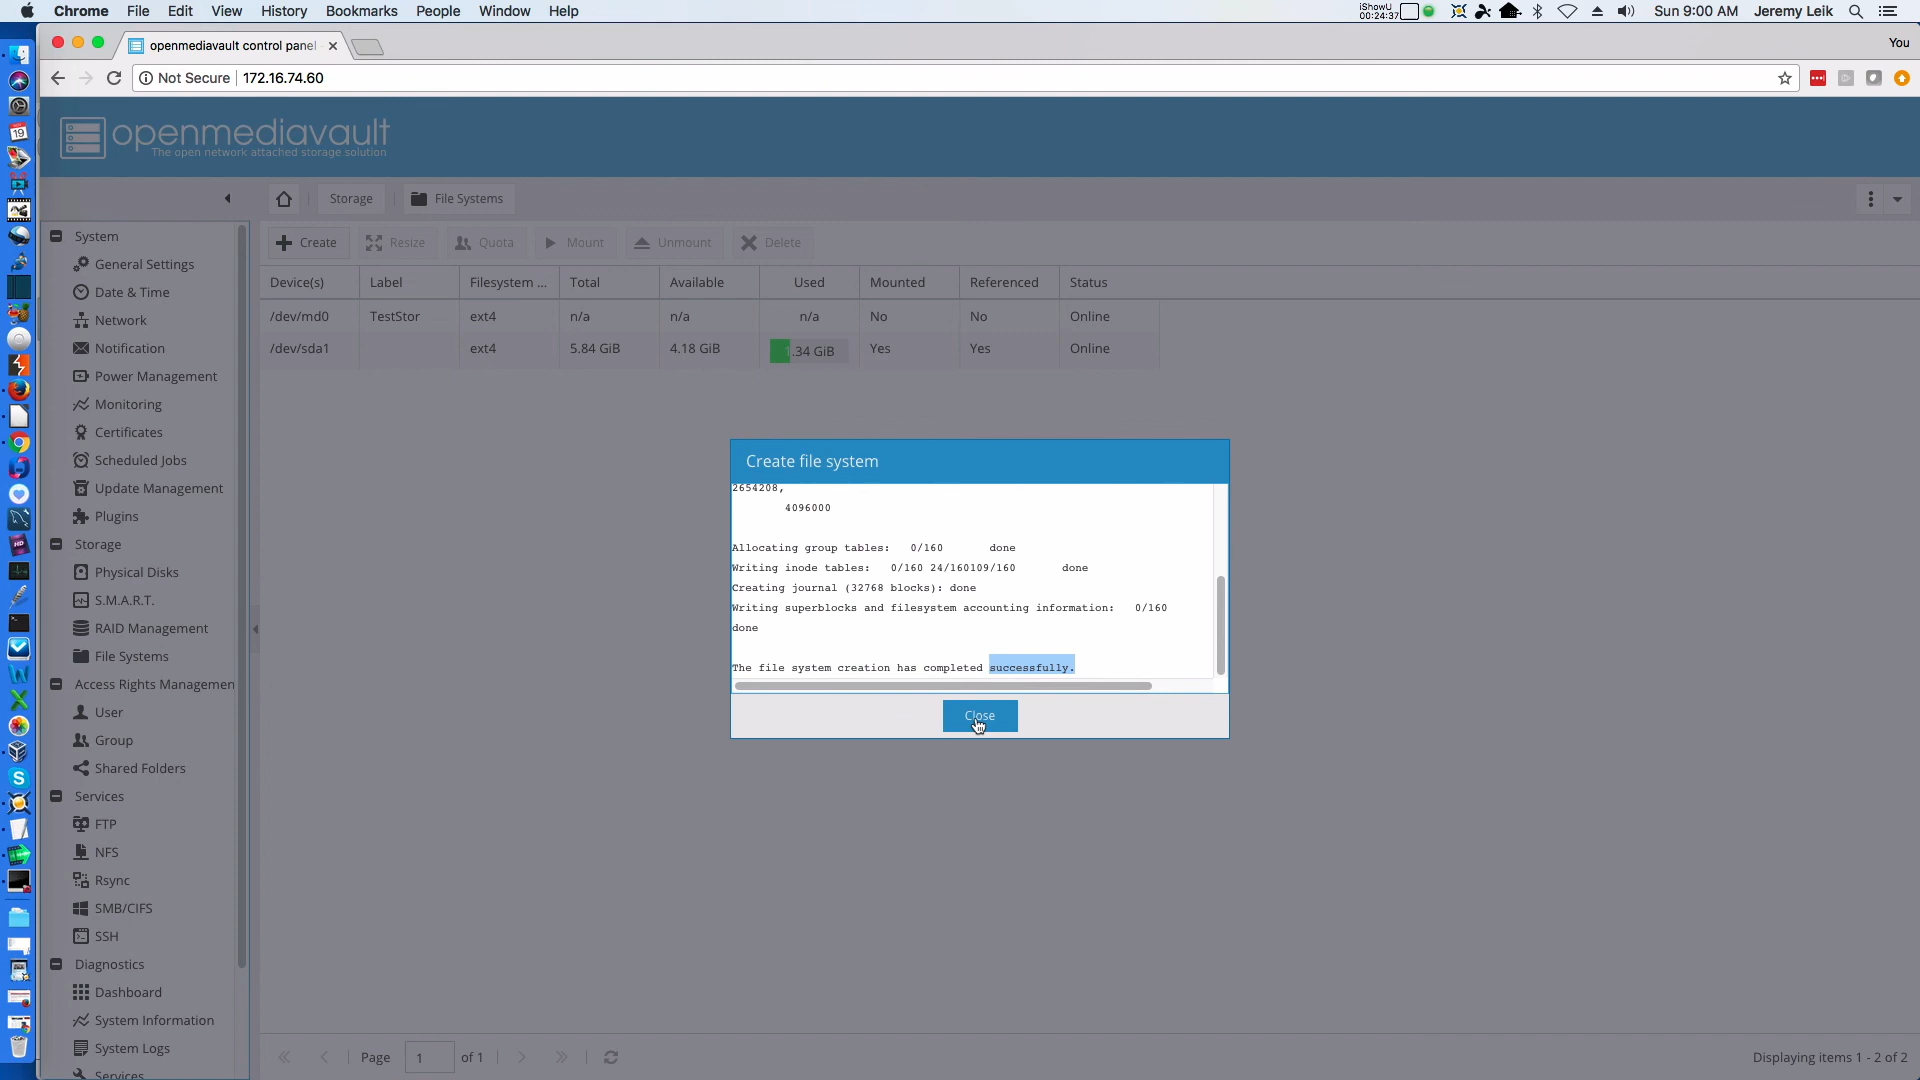 Chrome File Edit View History Bookmarks People Window Help
iShowU
00:24:37
Sun 9:00 AM Jeremy Leik
openmediavault control panel
You
Not Secure 172.16.74.60
openmediavault
The open network attached storage solution
Storage File Systems
Create Resize Quota Mount Unmount Delete
Device(s) Label Filesystem ... Total Available Used Mounted Referenced Status
/dev/md0 TestStor ext4 n/a n/a n/a No No Online
/dev/sda1 ext4 5.84 GiB 4.18 GiB 1.34 GiB Yes Yes Online
System
General Settings
Date & Time
Network
Notification
Power Management
Monitoring
Certificates
Scheduled Jobs
Update Management
Plugins
Storage
Physical Disks
S.M.A.R.T.
RAID Management
File Systems
Access Rights Managemen
User
Group
Shared Folders
Services
FTP
NFS
Rsync
SMB/CIFS
SSH
Diagnostics
Dashboard
System Information
System Logs
Services
Create file system
2654208,
4096000
Allocating group tables: 0/160 done
Writing inode tables: 0/160 24/160109/160 done
Creating journal (32768 blocks): done
Writing superblocks and filesystem accounting information: 0/160
done
The file system creation has completed successfully.
Close
Page 1 of 1
Displaying items 1 - 2 of 2